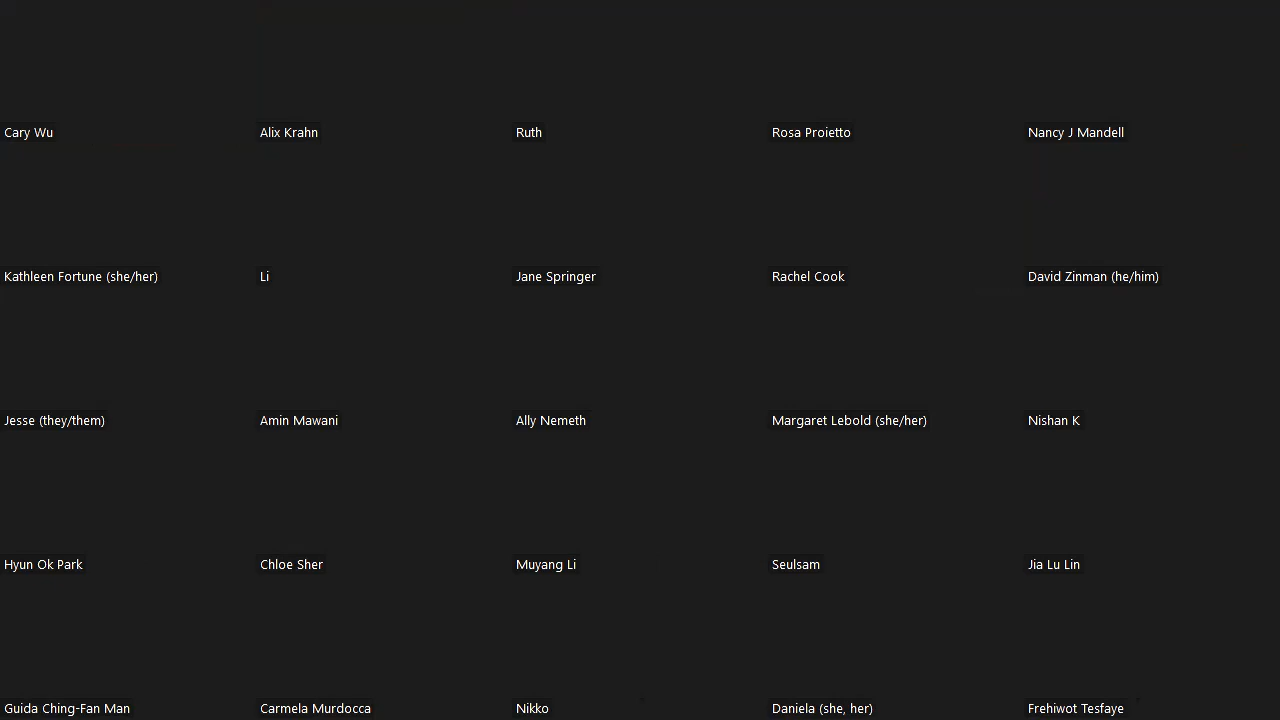 Cary Wu
Alix Krahn
Ruth
Rosa Proietto
Nancy J Mandell
Kathleen Fortune (she/her)
Li
Jane Springer
Rachel Cook
David Zinman (he/him)
Jesse (they/them)
Amin Mawani
Ally Nemeth
Margaret Lebold (she/her)
Nishan K
Hyun Ok Park
Chloe Sher
Muyang Li
Seulsam
Jia Lu Lin
Guida Ching-Fan Man
Carmela Murdocca
Nikko
Daniela (she, her)
Frehiwot Tesfaye